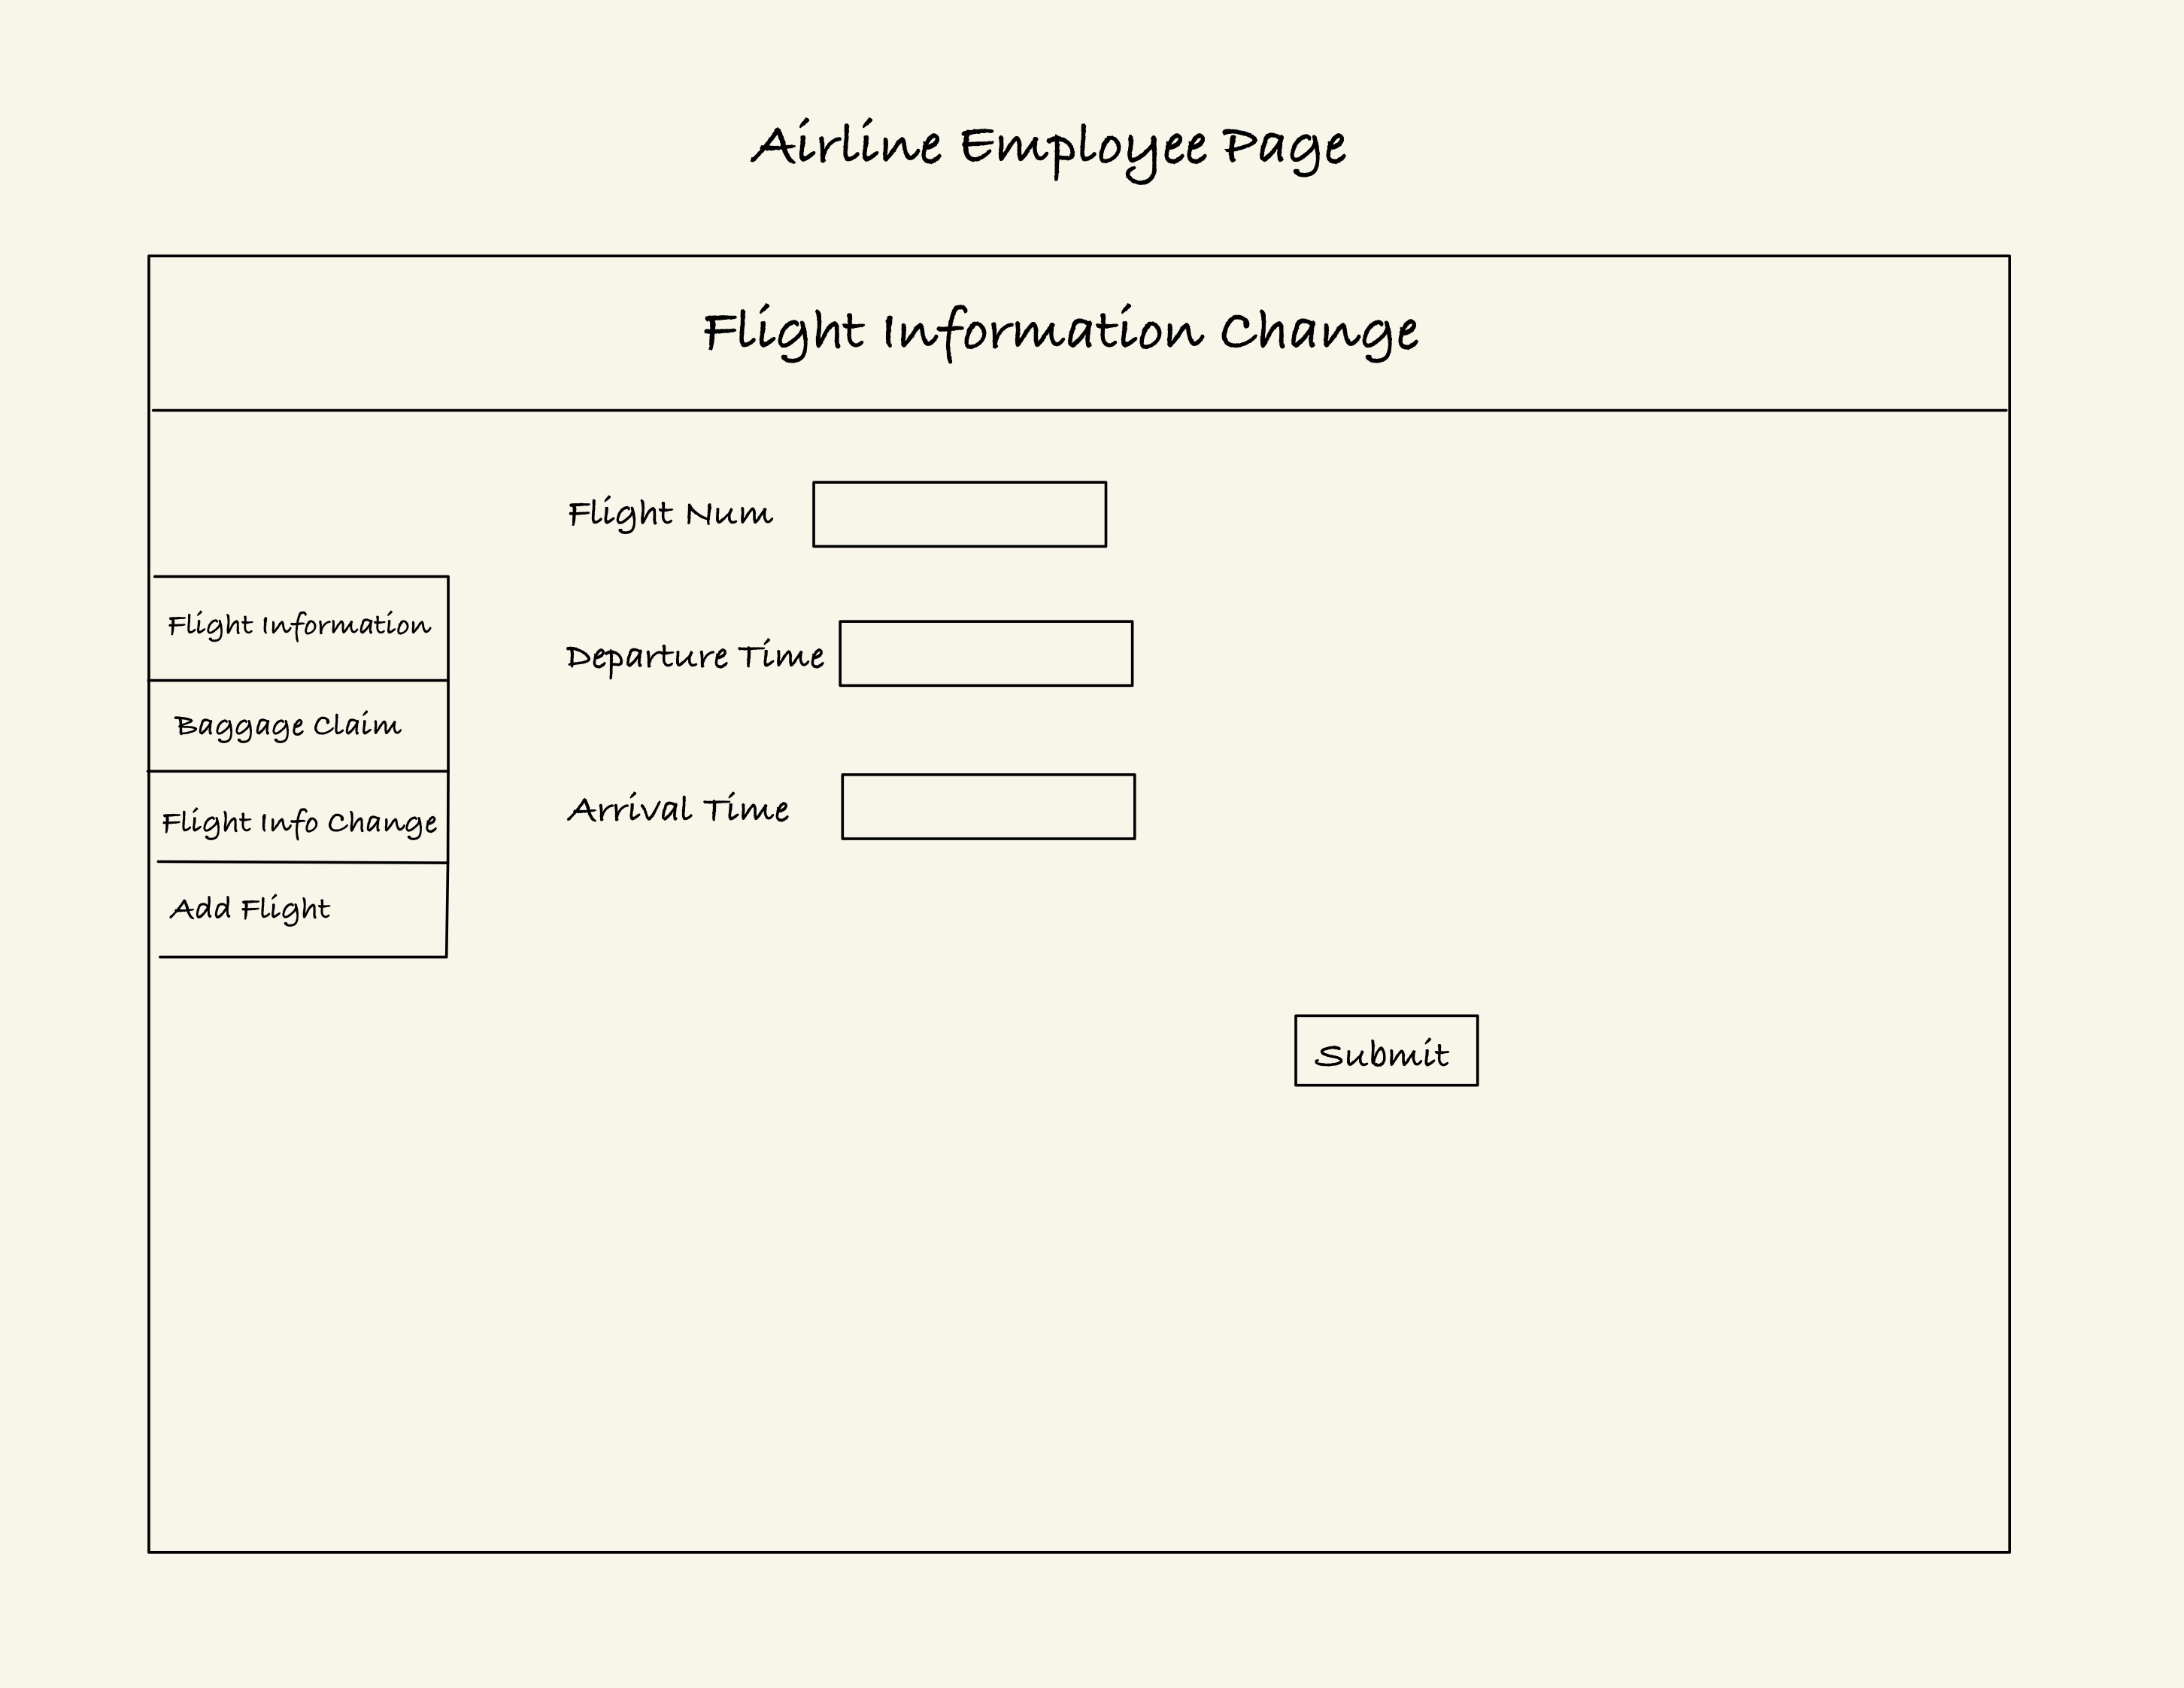 Airline Employee Page
Flight Information Change
Flight Num
Departure Time
Arrival Time
Flight Information
Baggage Claim
Flight Info Change
Add Flight
Submit